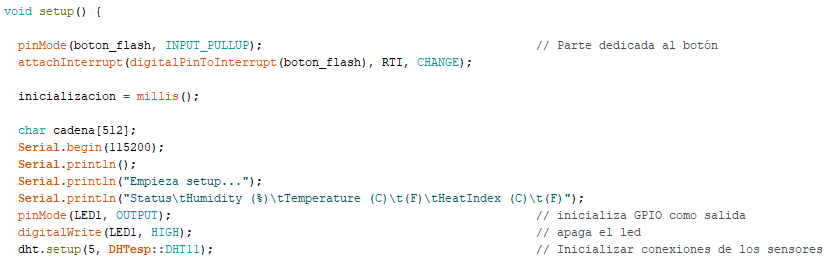 void setup() {
pinMode(boton_flash, INPUT_PULLUP); // Parte dedicada al botón
attachInterrupt(digitalPinToInterrupt(boton_flash), RTI, CHANGE);
inicializacion = millis();
char cadena[512];
Serial.begin(115200);
Serial.println();
Serial.println("Empieza setup...");
Serial.println("Status\tHumidity (%)\tTemperature (C)\t(F)\tHeatIndex (C)\t(F)");
pinMode(LED1, OUTPUT); // inicializa GPIO como salida
digitalWrite(LED1, HIGH); // apaga el led
dht.setup(5, DHTesp::DHT11); // Inicializar conexiones de los sensores